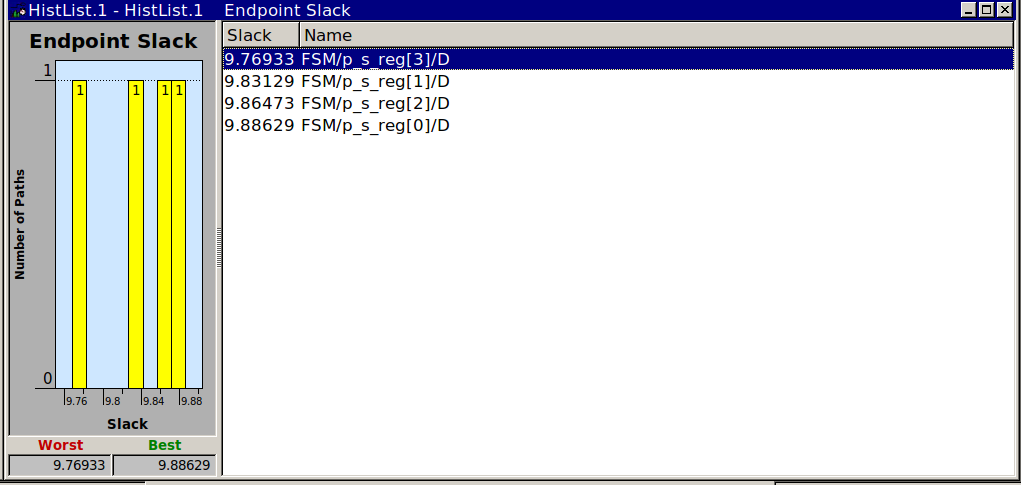 HistList.1 - HistList.1 Endpoint Slack
Endpoint Slack
1
1 1 1 1
Number of Paths
0
9.76 9.8 9.84 9.88
Slack
Worst Best
9.76933 9.88629
Slack Name
9.76933 FSM/p_s_reg[3]/D
9.83129 FSM/p_s_reg[1]/D
9.86473 FSM/p_s_reg[2]/D
9.88629 FSM/p_s_reg[0]/D